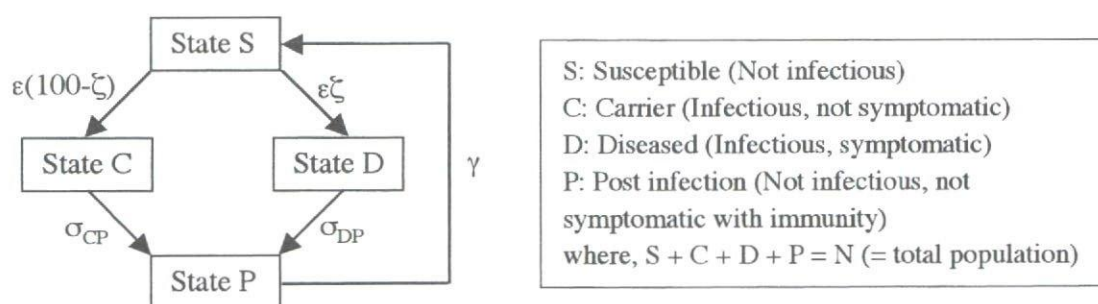 State S
ε(100-ζ)
εζ
State C
State D
γ
σCP
σDP
State P
S: Susceptible (Not infectious)
C: Carrier (Infectious, not symptomatic)
D: Diseased (Infectious, symptomatic)
P: Post infection (Not infectious, not
symptomatic with immunity)
where, S + C + D + P = N (= total population)